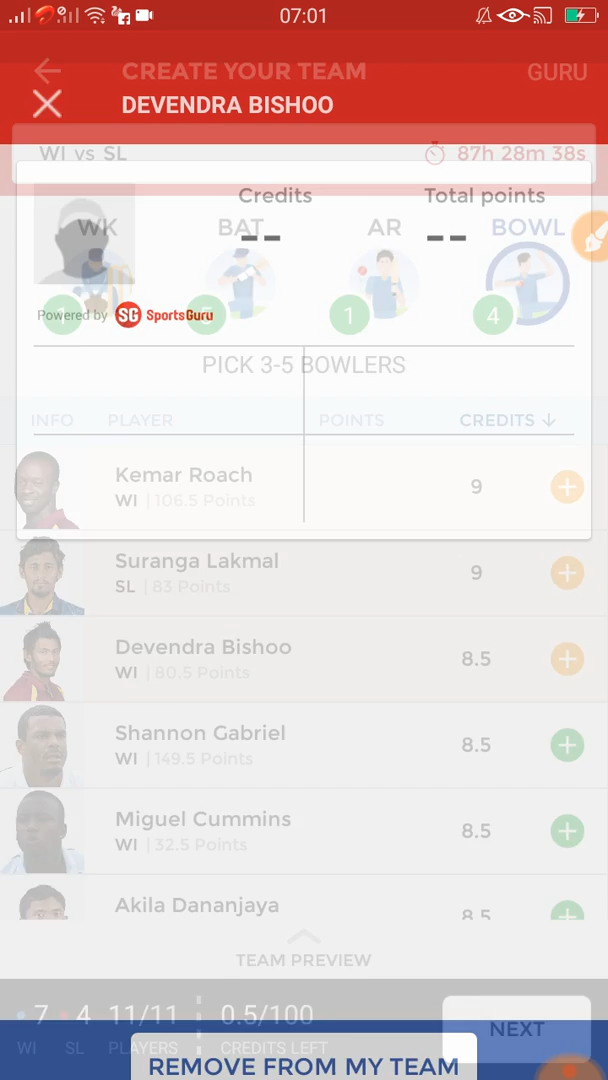 07:01
CREATE YOUR TEAM GURU
DEVENDRA BISHOO
WI vs SL 87h 28m 38s
Credits Total points
WK BAT AR BOWL
-- --
Powered by SG SportsGuru
1 5 1 4
PICK 3-5 BOWLERS
INFO PLAYER POINTS CREDITS ↓
Kemar Roach
WI | 106.5 Points 9
Suranga Lakmal
SL | 83 Points 9
Devendra Bishoo
WI | 80.5 Points 8.5
Shannon Gabriel
WI | 149.5 Points 8.5
Miguel Cummins
WI | 32.5 Points 8.5
Akila Dananjaya 8.5
TEAM PREVIEW
7 4 11/11 0.5/100
WI SL PLAYERS CREDITS LEFT
NEXT
REMOVE FROM MY TEAM